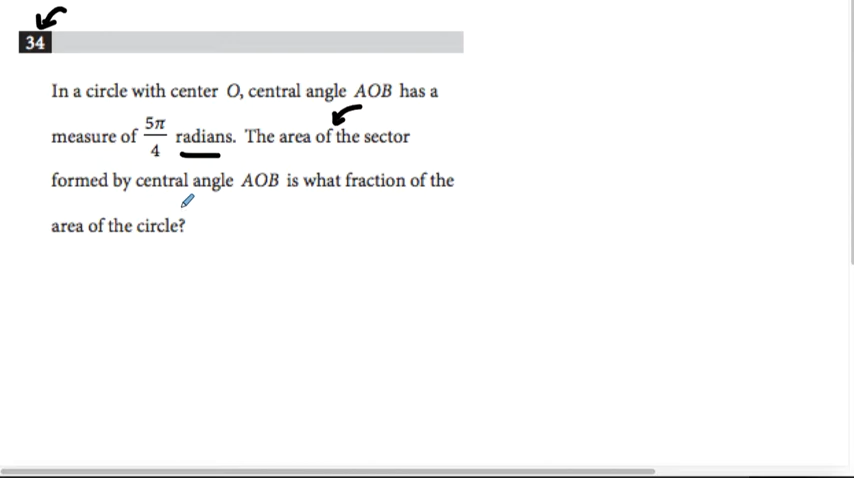 34
In a circle with center O, central angle AOB has a
measure of 5π/4 radians. The area of the sector
formed by central angle AOB is what fraction of the
area of the circle?